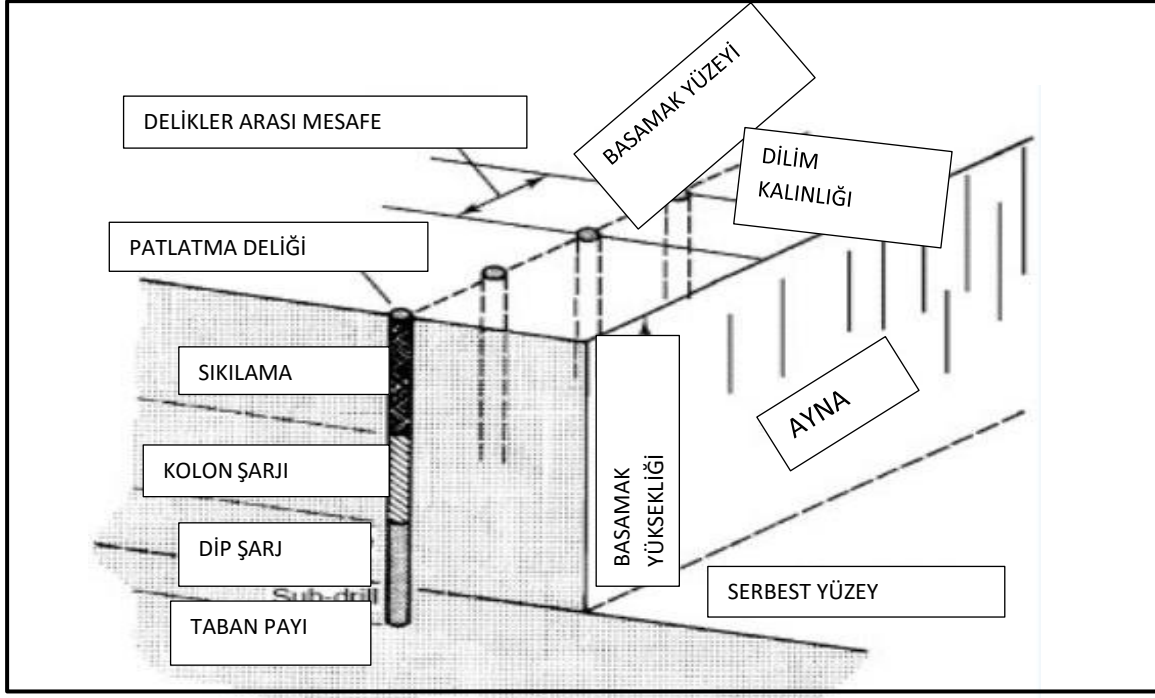 BASAMAK YÜZEYİ
DELİKLER ARASI MESAFE
DİLİM
KALINLIĞI
PATLATMA DELİĞİ
SIKILAMA
AYNA
KOLON ŞARJI
BASAMAK
YÜKSEKLİĞİ
DİP ŞARJ
SERBEST YÜZEY
Sub-drill
TABAN PAYI